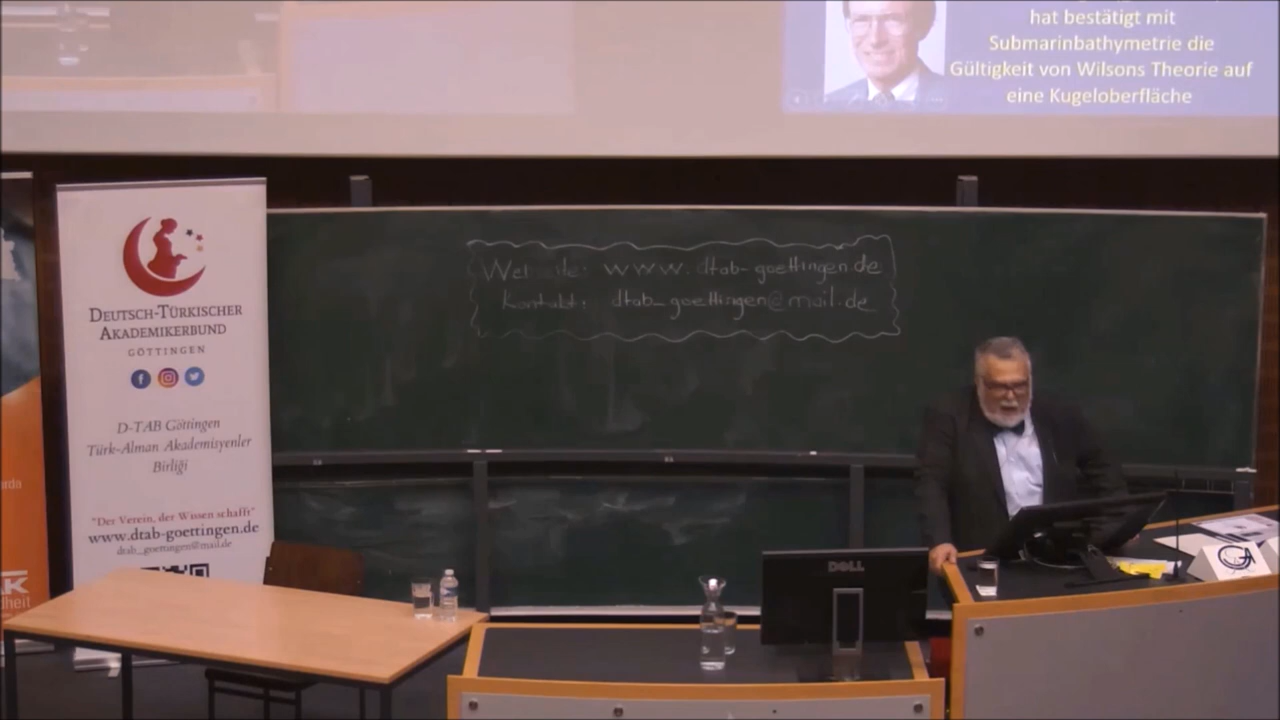 hat bestätigt mit
Submarinbathymetrie die
Gültigkeit von Wilsons Theorie auf
eine Kugeloberfläche
Website: www.dtab-goettingen.de
Kontakt: dtab_goettingen@mail.de
DEUTSCH-TÜRKISCHER
AKADEMIKERBUND
GÖTTINGEN
D-TAB Göttingen
Türk-Alman Akademisyenler
Birliği
"Der Verein, der Wissen schafft"
www.dtab-goettingen.de
dtab_goettingen@mail.de
DELL